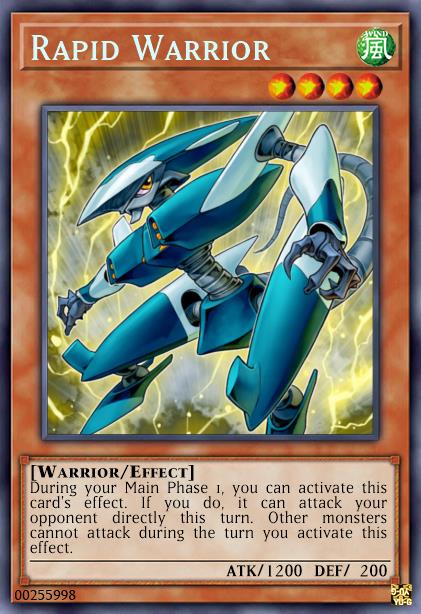 Rapid Warrior
WIND
風
[Warrior/Effect]
During your Main Phase 1, you can activate this
card's effect. If you do, it can attack your
opponent directly this turn. Other monsters
cannot attack during the turn you activate this
effect.
ATK/1200 DEF/ 200
00255998